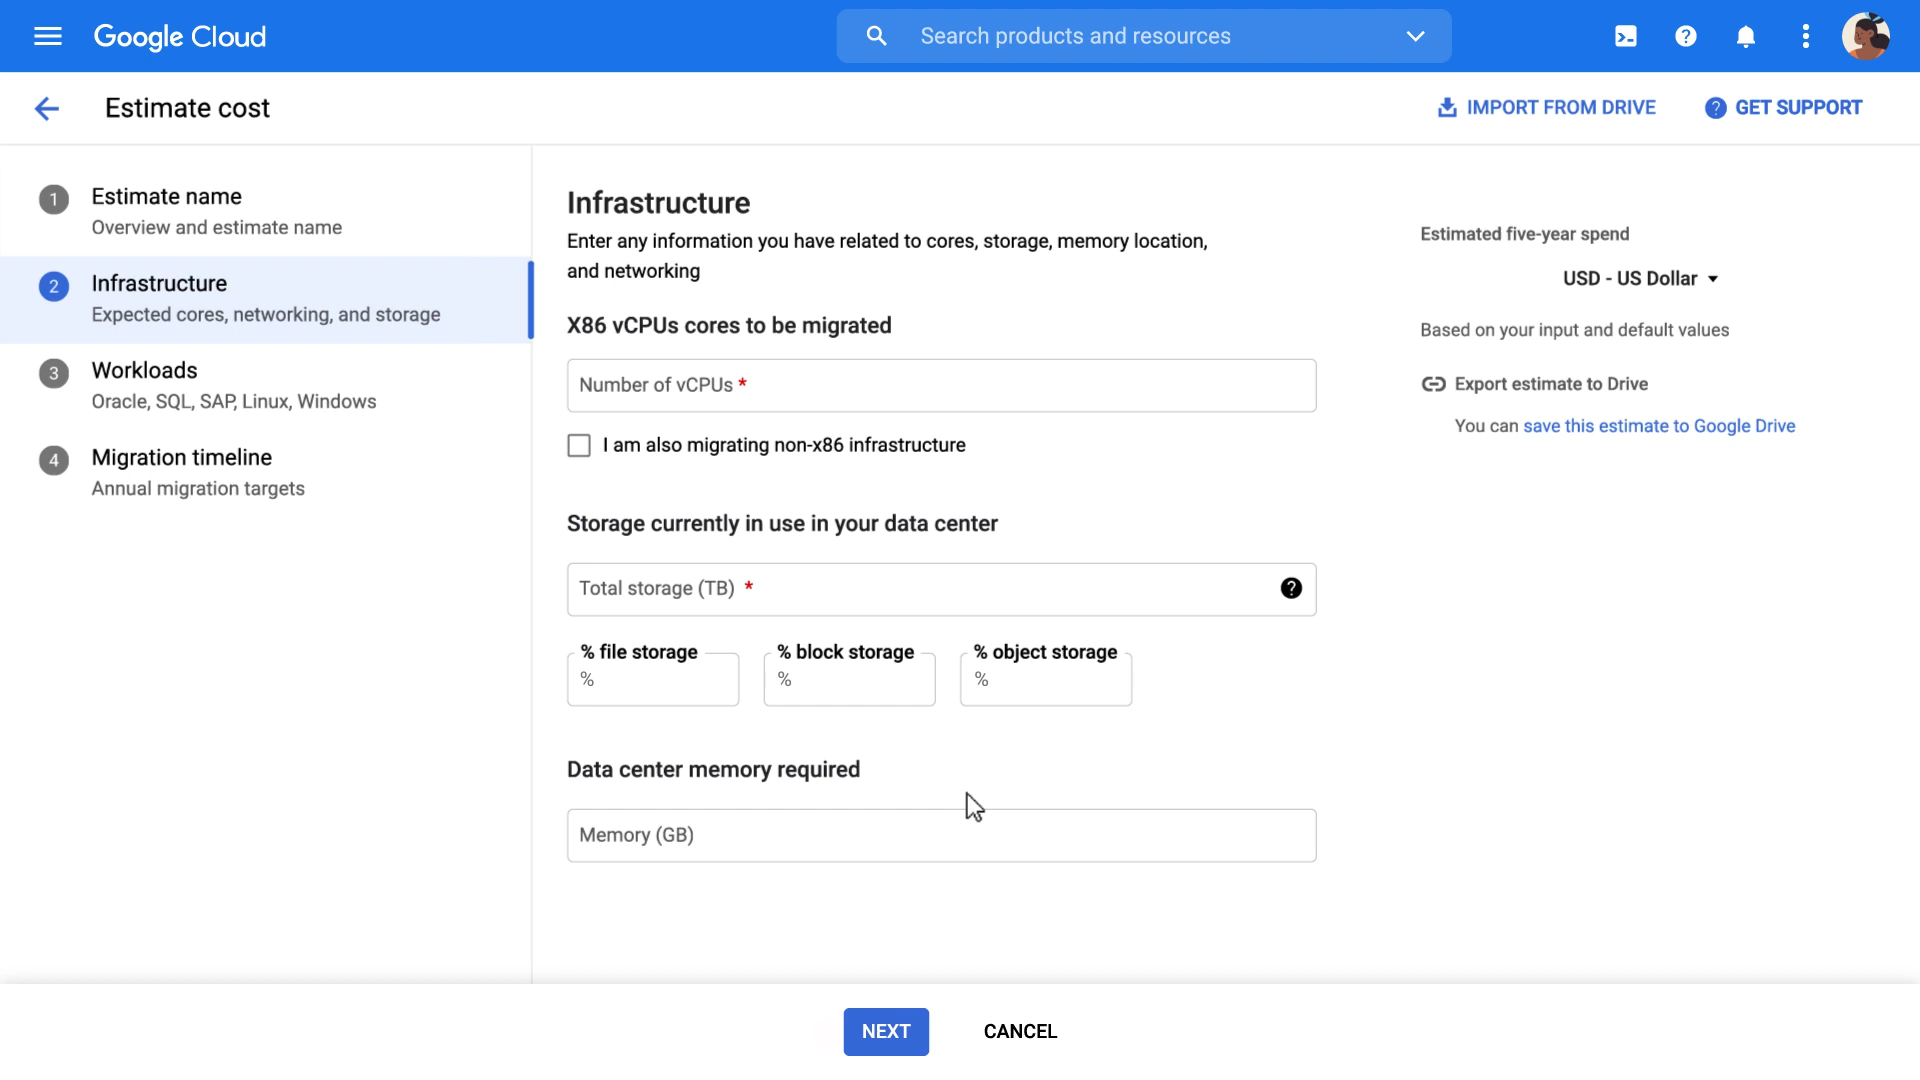 Google Cloud
Search products and resources
Estimate cost
IMPORT FROM DRIVE
? GET SUPPORT
1 Estimate name
Overview and estimate name
2 Infrastructure
Expected cores, networking, and storage
3 Workloads
Oracle, SQL, SAP, Linux, Windows
4 Migration timeline
Annual migration targets
Infrastructure
Enter any information you have related to cores, storage, memory location,
and networking
X86 vCPUs cores to be migrated
Number of vCPUs *
I am also migrating non-x86 infrastructure
Storage currently in use in your data center
Total storage (TB) *
?
% file storage
%
% block storage
%
% object storage
%
Data center memory required
Memory (GB)
Estimated five-year spend
USD - US Dollar
Based on your input and default values
Export estimate to Drive
You can save this estimate to Google Drive
NEXT
CANCEL